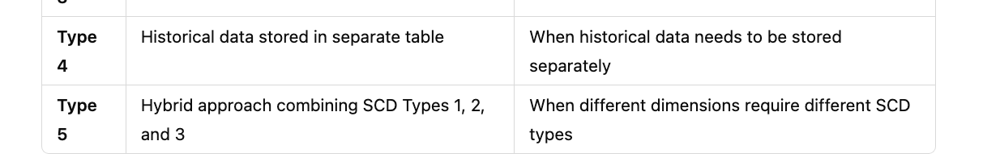 Type
4
Historical data stored in separate table
When historical data needs to be stored
separately
Type
5
Hybrid approach combining SCD Types 1, 2,
and 3
When different dimensions require different SCD
types